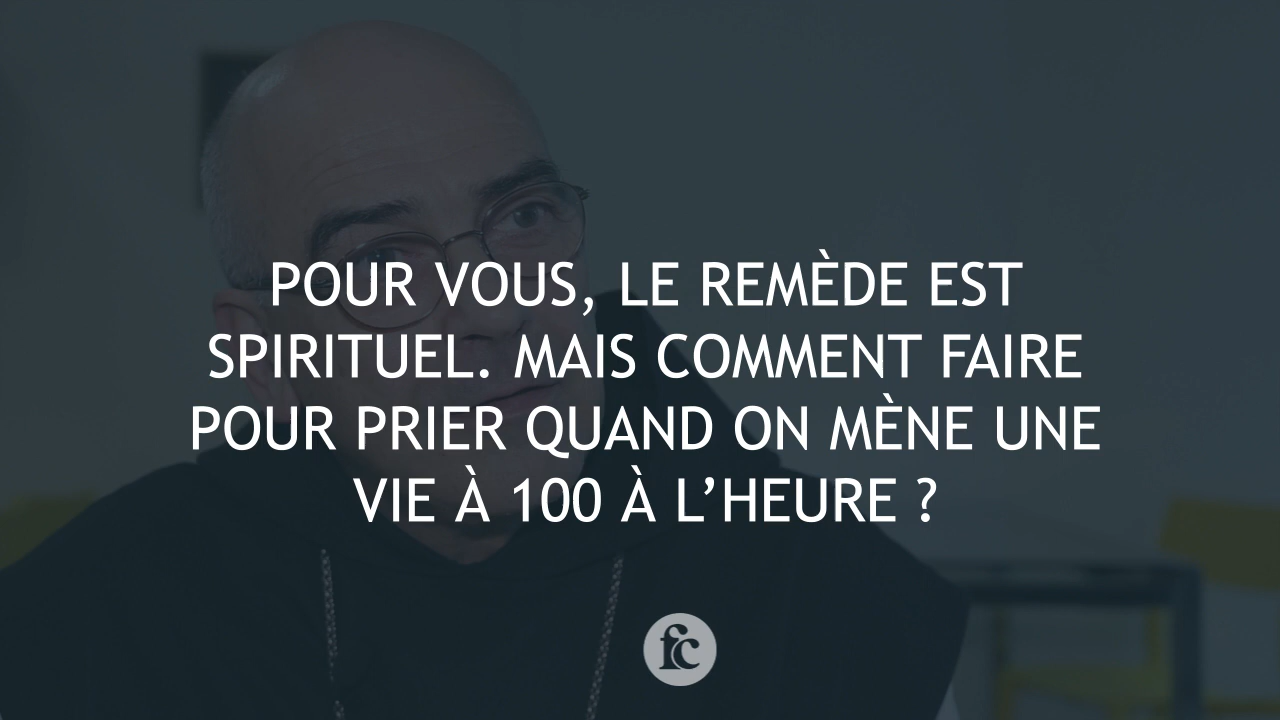 POUR VOUS, LE REMÈDE EST
SPIRITUEL. MAIS COMMENT FAIRE
POUR PRIER QUAND ON MÈNE UNE
VIE À 100 À L’HEURE ?
fc